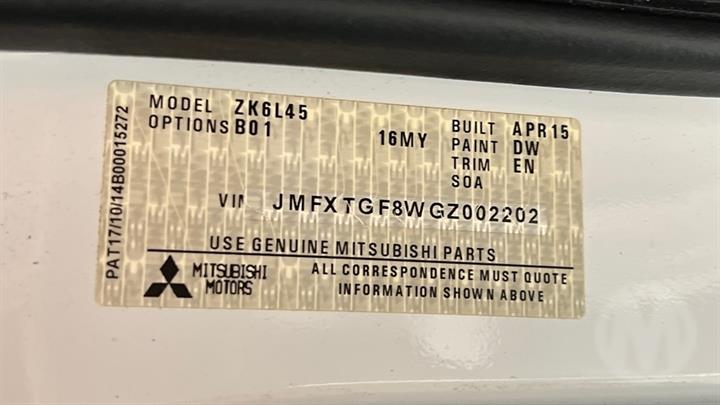 MODEL ZK6L45
OPTIONS B01
16MY
BUILT APR15
PAINT DW
TRIM EN
SOA
VIN JMFXTGF8WGZ002202
USE GENUINE MITSUBISHI PARTS
MITSUBISHI
MOTORS
ALL CORRESPONDENCE MUST QUOTE
INFORMATION SHOWN ABOVE
PAT17/10/14B00015272
M